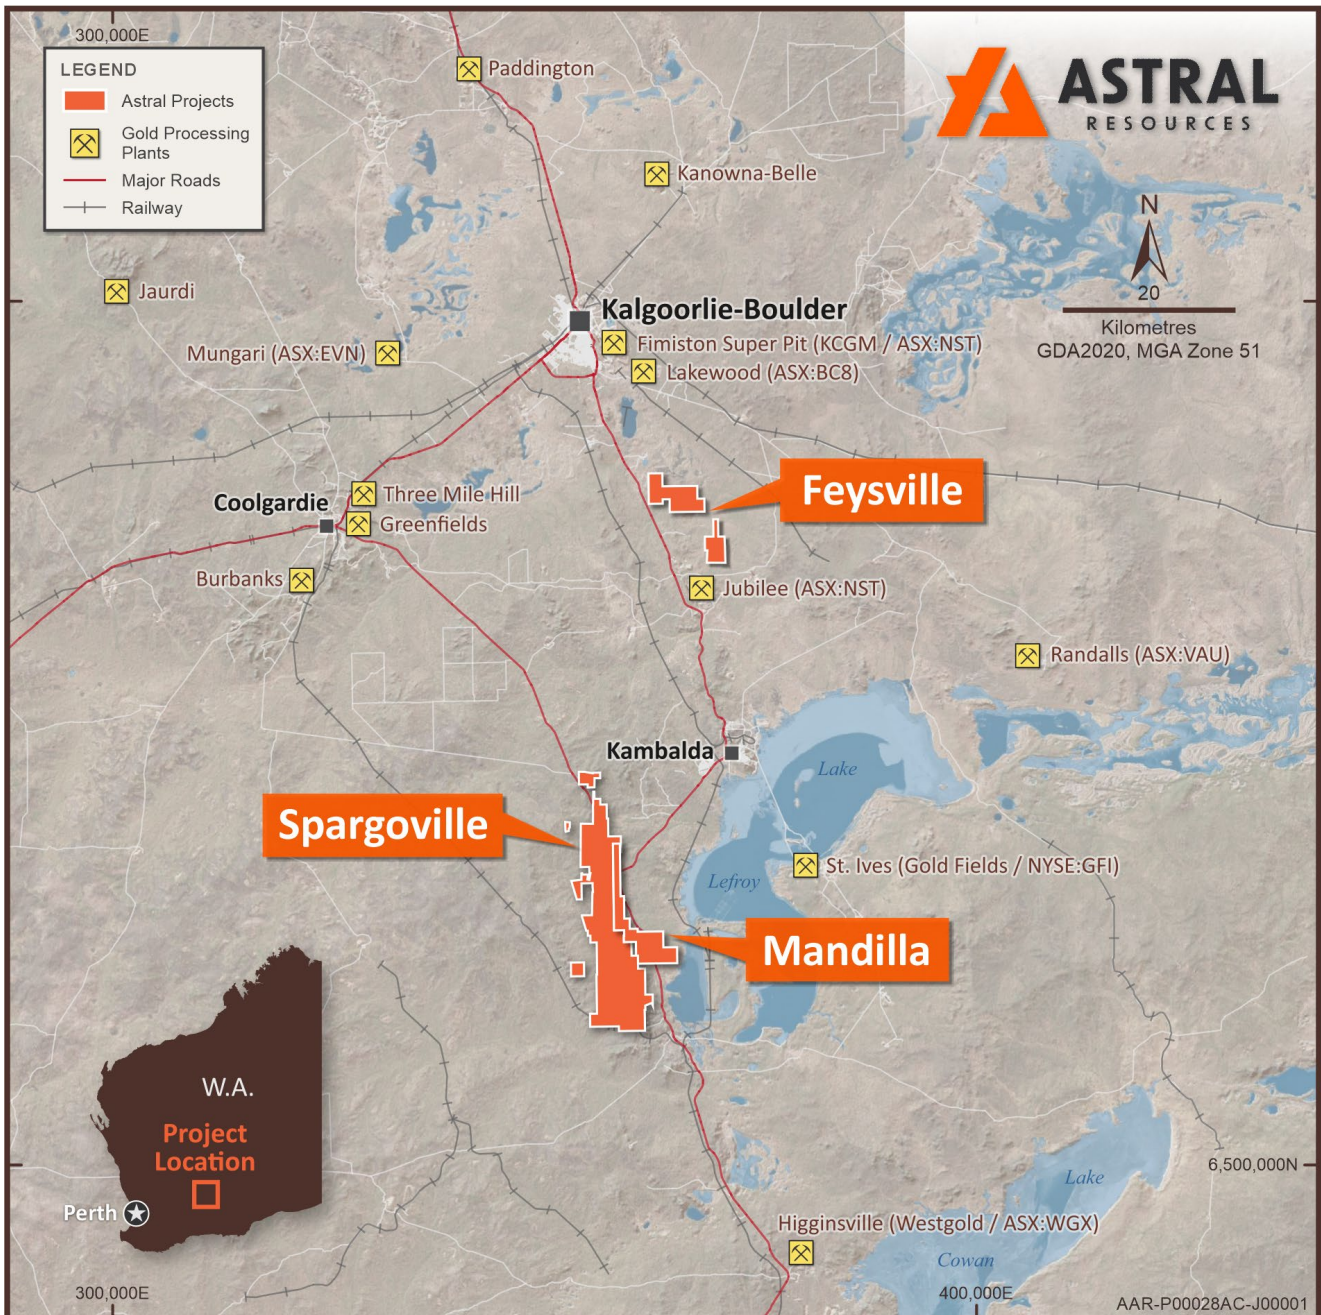 300,000E
LEGEND
Astral Projects
Gold Processing
Plants
Major Roads
Railway
ASTRAL
RESOURCES
Paddington
Kanowna-Belle
N
20
Kilometres
GDA2020, MGA Zone 51
Jaurdi
Kalgoorlie-Boulder
Fimiston Super Pit (KCGM / ASX:NST)
Mungari (ASX:EVN)
Lakewood (ASX:BC8)
Feysville
Three Mile Hill
Coolgardie
Greenfields
Burbanks
Jubilee (ASX:NST)
Randalls (ASX:VAU)
Kambalda
Lake
Spargoville
St. Ives (Gold Fields / NYSE:GFI)
Lefroy
Mandilla
W.A.
Project
Location
Perth
6,500,000N
Lake
Higginsville (Westgold / ASX:WGX)
Cowan
300,000E
400,000E
AAR-P00028AC-J00001